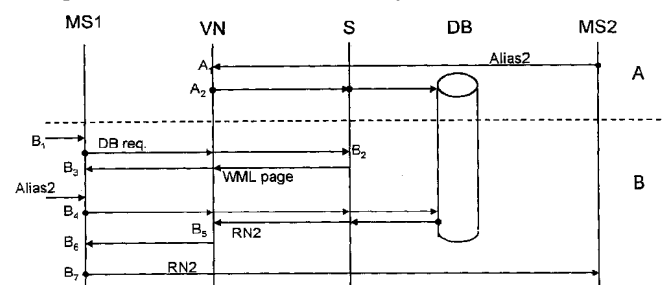 MS1 VN S DB MS2
Alias2
A₁
A
A₂
B₁
DB req.
B₂
B₃
WML page
Alias2
B
B₄
B₅
RN2
B₆
B₇
RN2